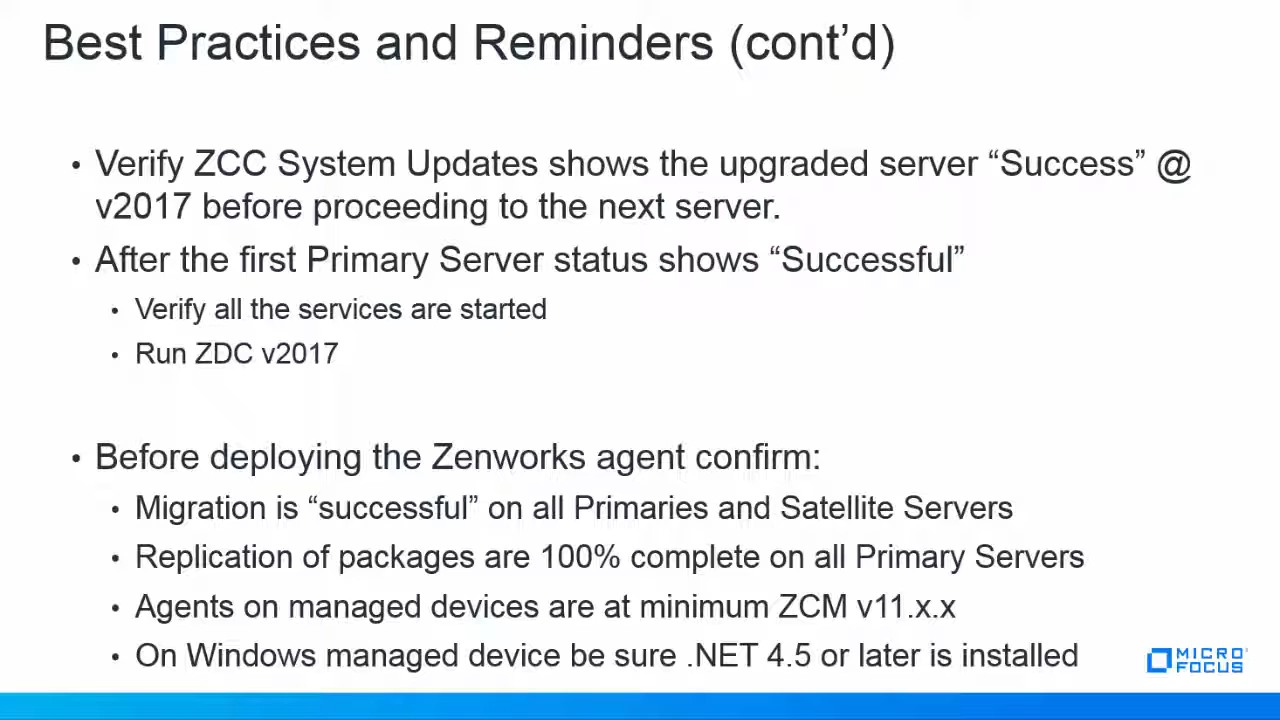 Best Practices and Reminders (cont’d)
• Verify ZCC System Updates shows the upgraded server “Success” @
v2017 before proceeding to the next server.
• After the first Primary Server status shows “Successful”
• Verify all the services are started
• Run ZDC v2017
• Before deploying the Zenworks agent confirm:
• Migration is “successful” on all Primaries and Satellite Servers
• Replication of packages are 100% complete on all Primary Servers
• Agents on managed devices are at minimum ZCM v11.x.x
• On Windows managed device be sure .NET 4.5 or later is installed
MICRO
FOCUS